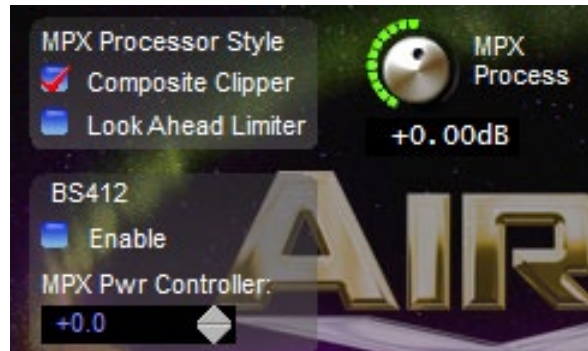 MPX Processor Style
Composite Clipper
Look Ahead Limiter
MPX
Process
+0.00dB
BS412
Enable
MPX Pwr Controller:
+0.0
AIR